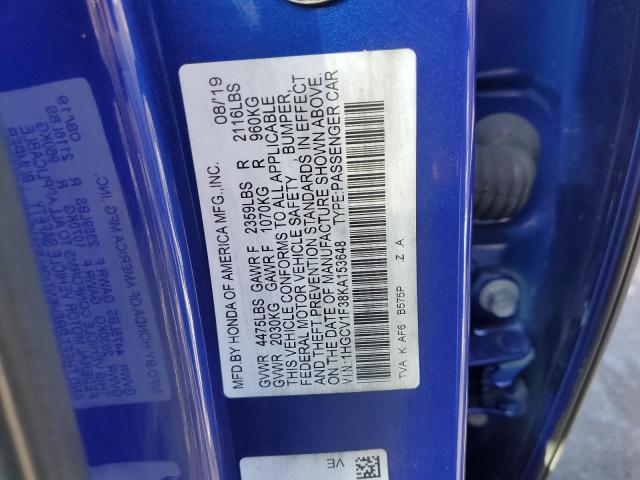 MFD.BY HONDA OF AMERICA MFG.,INC. 08/19
GVWR 4475LBS GAWR F 2359LBS R 2116LBS
GVWR 2030KG GAWR F 1070KG R 960KG
THIS VEHICLE CONFORMS TO ALL APPLICABLE
FEDERAL MOTOR VEHICLE SAFETY BUMPER,
THEFT PREVENTION STANDARDS IN EFFECT
ON THE DATE OF MANUFACTURE SHOWN ABOVE.
V.I.N.:1HGCV1F38KA153648 TYPE:PASSENGER CAR
TVA K AF6 B575P Z A
VE